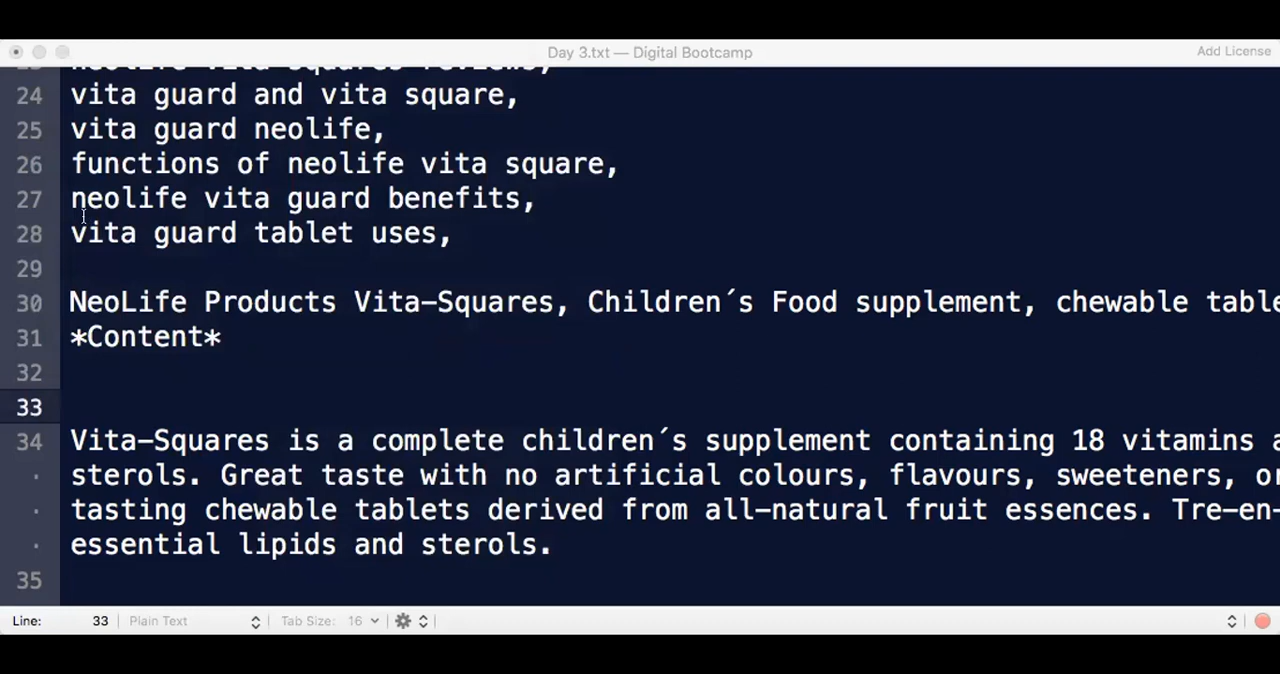 Day 3.txt — Digital Bootcamp
Add License
24 vita guard and vita square,
25 vita guard neolife,
26 functions of neolife vita square,
27 neolife vita guard benefits,
28 vita guard tablet uses,
29
30 NeoLife Products Vita-Squares, Children´s Food supplement, chewable
31 *Content*
32
33
34 Vita-Squares is a complete children´s supplement containing 18 vitamins
sterols. Great taste with no artificial colours, flavours, sweeteners,
tasting chewable tablets derived from all-natural fruit essences. Tre-en-
essential lipids and sterols.
35
Line: 33 Plain Text Tab Size: 16